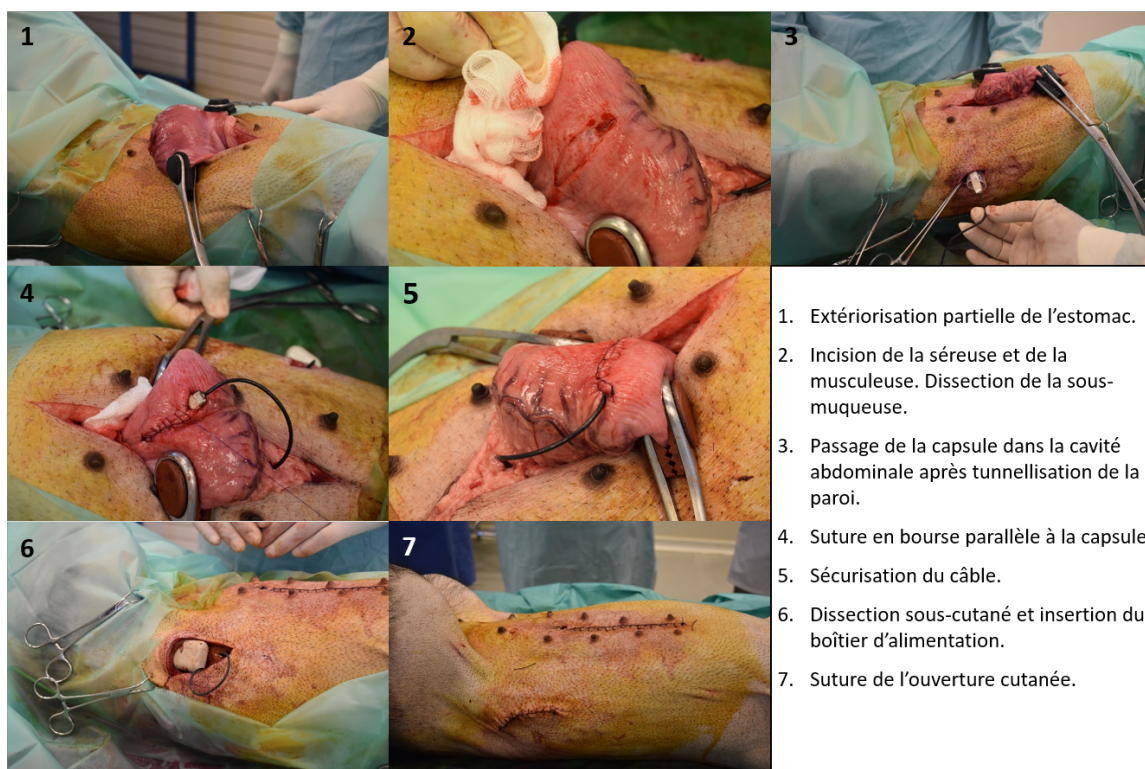 1
2
3
4
5
6
7
1. Extériorisation partielle de l'estomac.
2. Incision de la séreuse et de la
musculeuse. Dissection de la sous-
muqueuse.
3. Passage de la capsule dans la cavité
abdominale après tunnellisation de la
paroi.
4. Suture en bourse parallèle à la capsule
5. Sécurisation du câble.
6. Dissection sous-cutané et insertion du
boîtier d'alimentation.
7. Suture de l'ouverture cutanée.